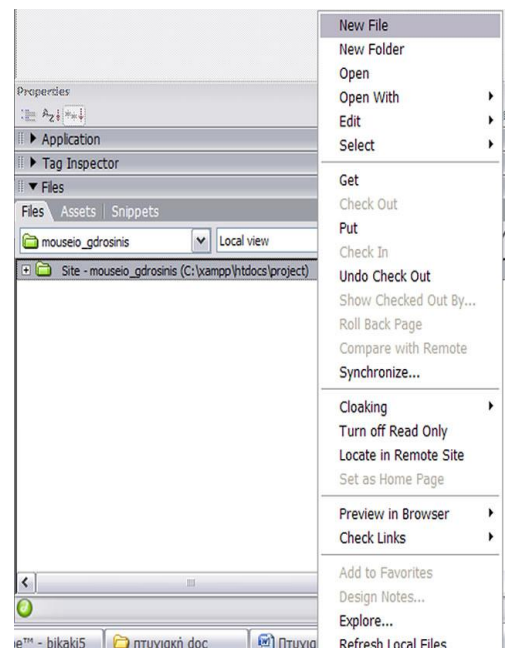 Properties
Application
Tag Inspector
Files
Files Assets Snippets
mouseio_gdrosinis Local view
Site - mouseio_gdrosinis (C:\xampp\htdocs\project)
New File
New Folder
Open
Open With
Edit
Select
Get
Check Out
Put
Check In
Undo Check Out
Show Checked Out By...
Roll Back Page
Compare with Remote
Synchronize...
Cloaking
Turn off Read Only
Locate in Remote Site
Set as Home Page
Preview in Browser
Check Links
Add to Favorites
Design Notes...
Explore...
Refresh Local Files
e™ - bikaki5 πτυχιακή doc Πτυχια